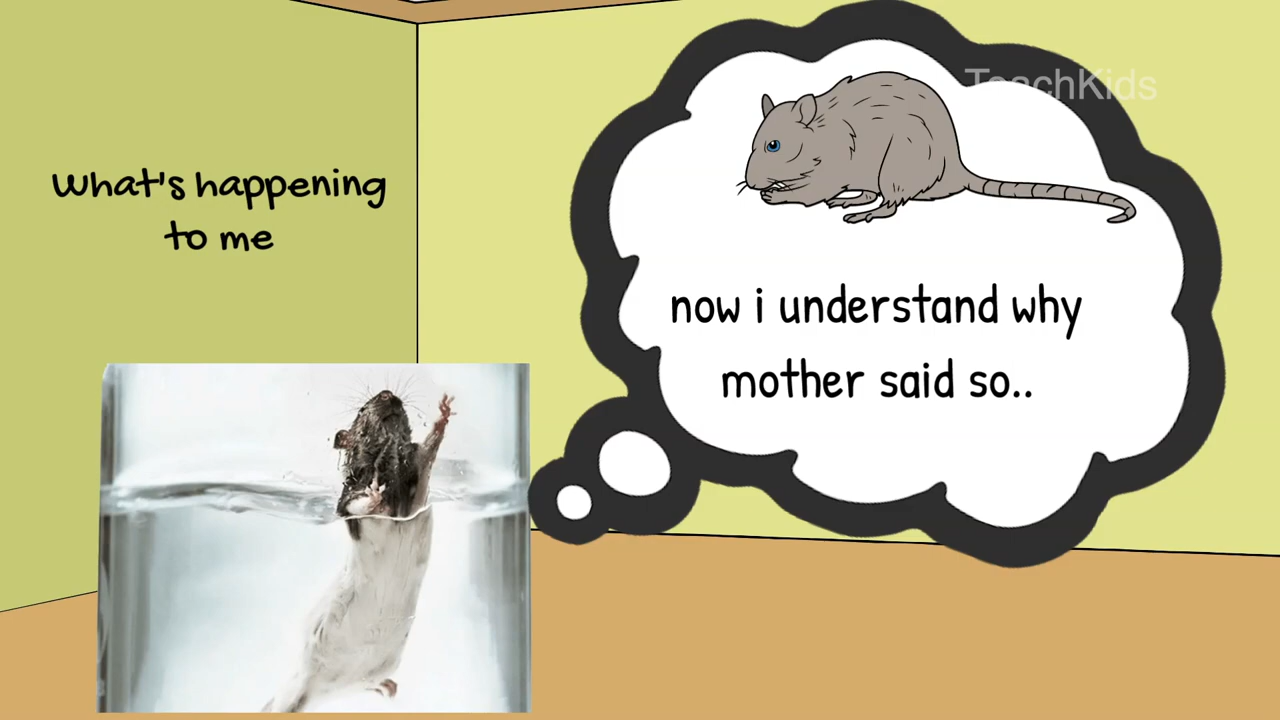 TeachKids
What's happening
to me
now i understand why
mother said so..